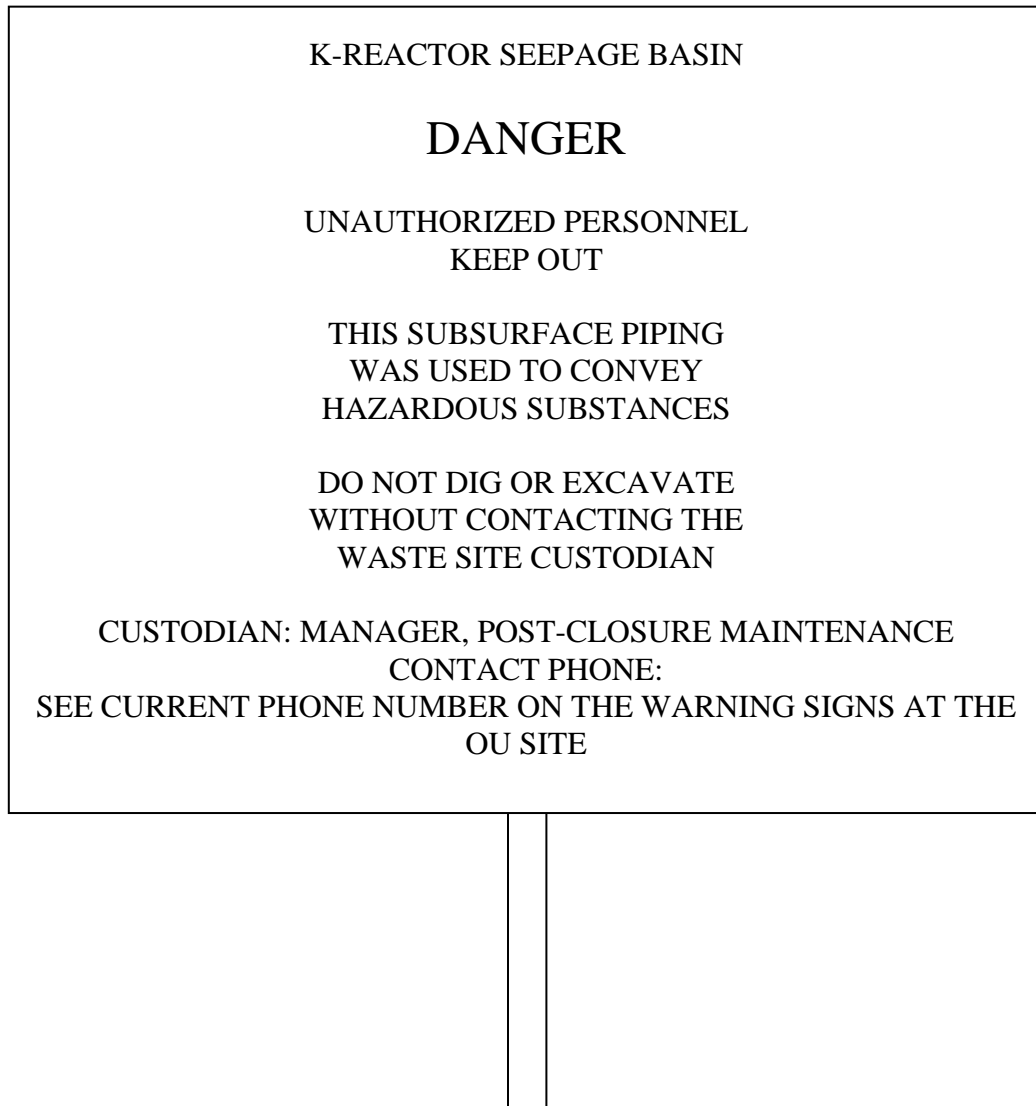 K-REACTOR SEEPAGE BASIN
DANGER
UNAUTHORIZED PERSONNEL
KEEP OUT
THIS SUBSURFACE PIPING
WAS USED TO CONVEY
HAZARDOUS SUBSTANCES
DO NOT DIG OR EXCAVATE
WITHOUT CONTACTING THE
WASTE SITE CUSTODIAN
CUSTODIAN: MANAGER, POST-CLOSURE MAINTENANCE
CONTACT PHONE:
SEE CURRENT PHONE NUMBER ON THE WARNING SIGNS AT THE
OU SITE